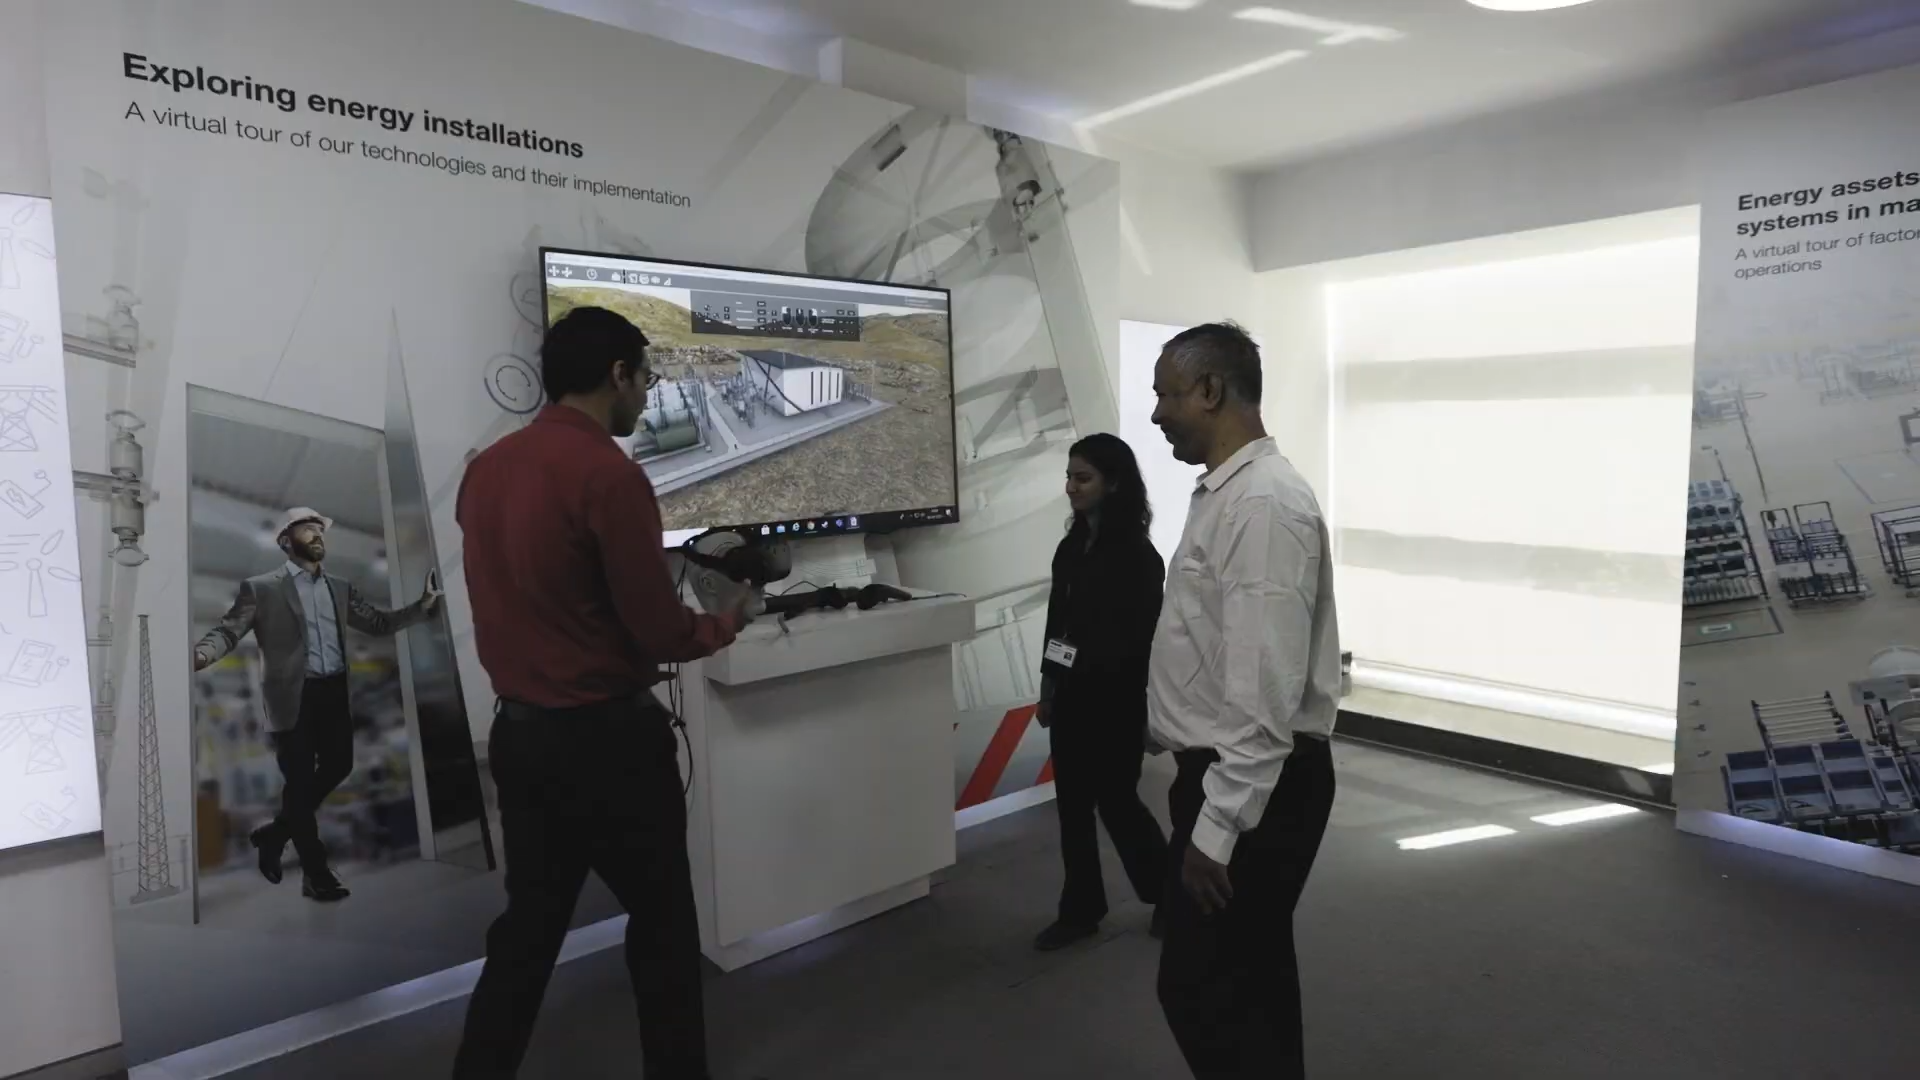 Exploring energy installations
A virtual tour of our technologies and their implementation
Energy assets
systems in ma
A virtual tour of facto
operations